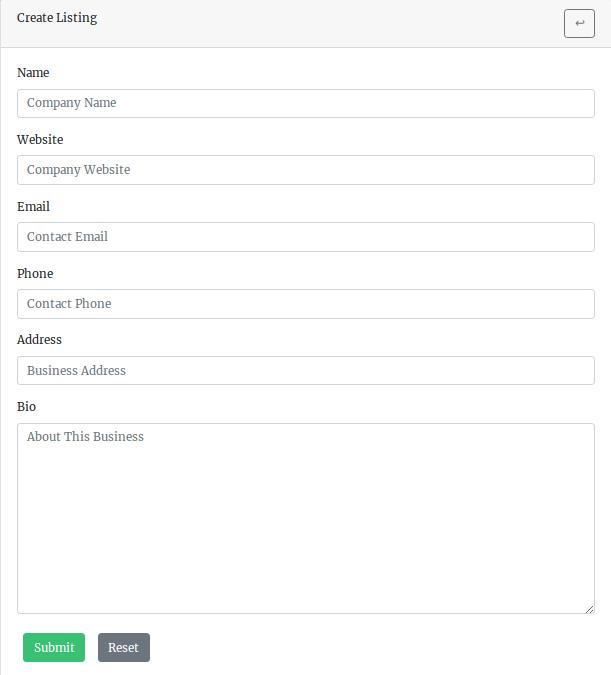 Create Listing
↩
Name
Company Name
Website
Company Website
Email
Contact Email
Phone
Contact Phone
Address
Business Address
Bio
About This Business
Submit Reset